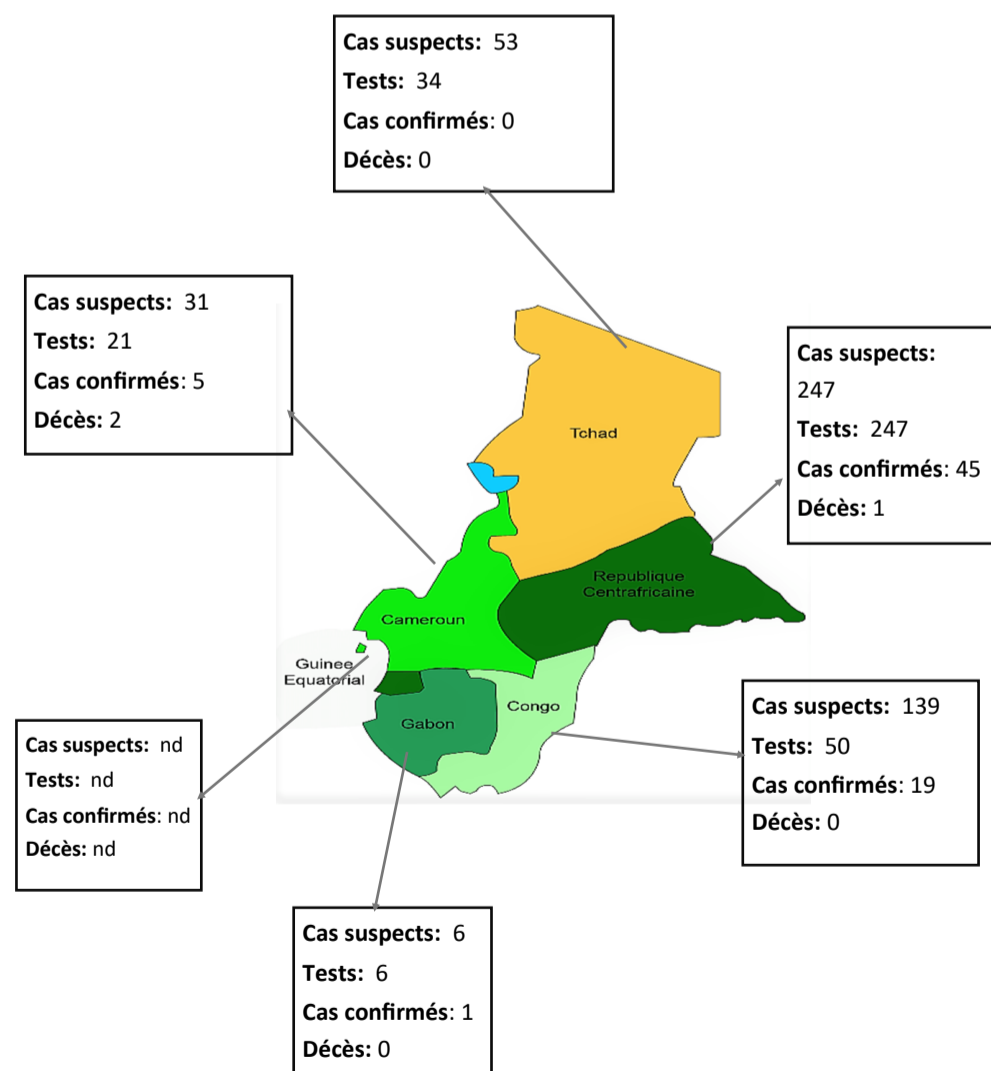 Cas suspects: 53
Tests: 34
Cas confirmés: 0
Décès: 0
Cas suspects: 31
Tests: 21
Cas confirmés: 5
Décès: 2
Cas suspects:
247
Tests: 247
Cas confirmés: 45
Décès: 1
Tchad
Republique
Centrafricaine
Cameroun
Guinee
Equatorial
Gabon
Congo
Cas suspects: nd
Tests: nd
Cas confirmés: nd
Décès: nd
Cas suspects: 139
Tests: 50
Cas confirmés: 19
Décès: 0
Cas suspects: 6
Tests: 6
Cas confirmés: 1
Décès: 0